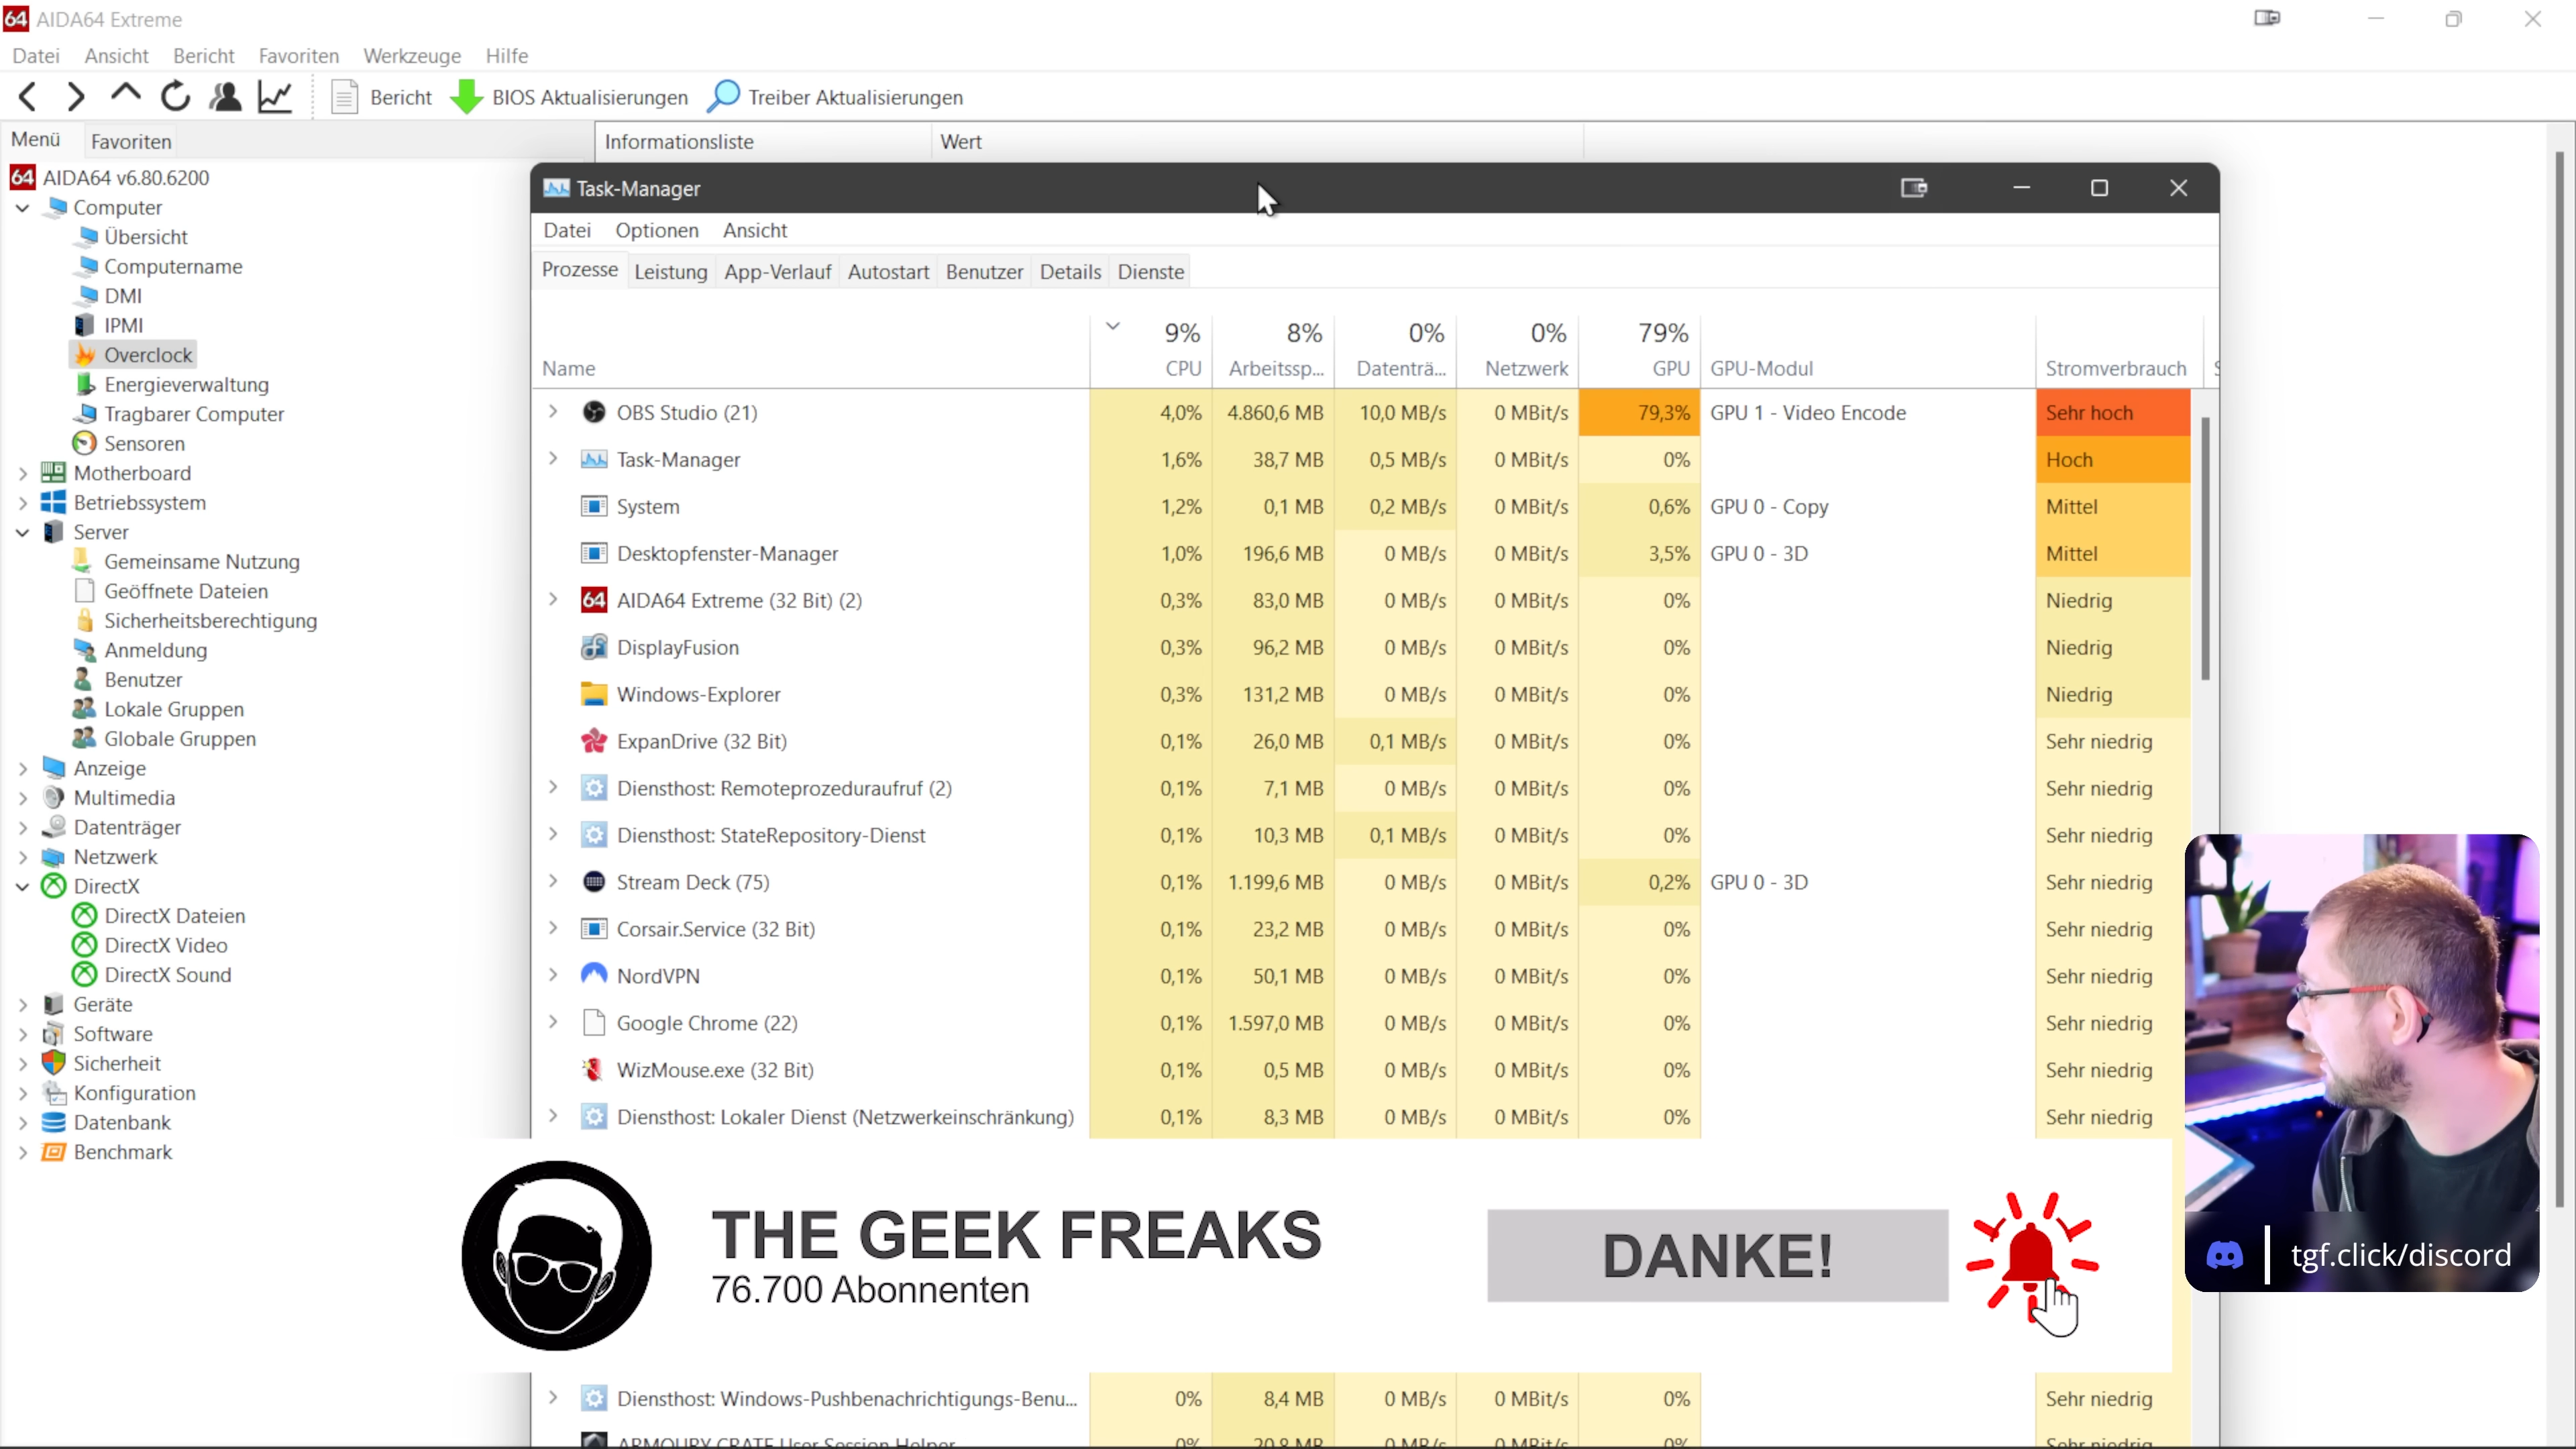 64 AIDA64 Extreme
Datei Ansicht Bericht Favoriten Werkzeuge Hilfe
Bericht BIOS Aktualisierungen Treiber Aktualisierungen
Menü Favoriten
Informationsliste Wert
64 AIDA64 v6.80.6200
Computer
Übersicht
Computername
DMI
IPMI
Overclock
Energieverwaltung
Tragbarer Computer
Sensoren
Motherboard
Betriebssystem
Server
Gemeinsame Nutzung
Geöffnete Dateien
Sicherheitsberechtigung
Anmeldung
Benutzer
Lokale Gruppen
Globale Gruppen
Anzeige
Multimedia
Datenträger
Netzwerk
DirectX
DirectX Dateien
DirectX Video
DirectX Sound
Geräte
Software
Sicherheit
Konfiguration
Datenbank
Benchmark
Task-Manager
Datei Optionen Ansicht
Prozesse Leistung App-Verlauf Autostart Benutzer Details Dienste
9% 8% 0% 0% 79%
Name CPU Arbeitssp... Datenträ... Netzwerk GPU GPU-Modul Stromverbrauch
OBS Studio (21) 4,0% 4.860,6 MB 10,0 MB/s 0 MBit/s 79,3% GPU 1 - Video Encode Sehr hoch
Task-Manager 1,6% 38,7 MB 0,5 MB/s 0 MBit/s 0% Hoch
System 1,2% 0,1 MB 0,2 MB/s 0 MBit/s 0,6% GPU 0 - Copy Mittel
Desktopfenster-Manager 1,0% 196,6 MB 0 MB/s 0 MBit/s 3,5% GPU 0 - 3D Mittel
64 AIDA64 Extreme (32 Bit) (2) 0,3% 83,0 MB 0 MB/s 0 MBit/s 0% Niedrig
DisplayFusion 0,3% 96,2 MB 0 MB/s 0 MBit/s 0% Niedrig
Windows-Explorer 0,3% 131,2 MB 0 MB/s 0 MBit/s 0% Niedrig
ExpanDrive (32 Bit) 0,1% 26,0 MB 0,1 MB/s 0 MBit/s 0% Sehr niedrig
Diensthost: Remoteprozeduraufruf (2) 0,1% 7,1 MB 0 MB/s 0 MBit/s 0% Sehr niedrig
Diensthost: StateRepository-Dienst 0,1% 10,3 MB 0,1 MB/s 0 MBit/s 0% Sehr niedrig
Stream Deck (75) 0,1% 1.199,6 MB 0 MB/s 0 MBit/s 0,2% GPU 0 - 3D Sehr niedrig
Corsair.Service (32 Bit) 0,1% 23,2 MB 0 MB/s 0 MBit/s 0% Sehr niedrig
NordVPN 0,1% 50,1 MB 0 MB/s 0 MBit/s 0% Sehr niedrig
Google Chrome (22) 0,1% 1.597,0 MB 0 MB/s 0 MBit/s 0% Sehr niedrig
WizMouse.exe (32 Bit) 0,1% 0,5 MB 0 MB/s 0 MBit/s 0% Sehr niedrig
Diensthost: Lokaler Dienst (Netzwerkeinschränkung) 0,1% 8,3 MB 0 MB/s 0 MBit/s 0% Sehr niedrig
THE GEEK FREAKS
76.700 Abonnenten
DANKE!
tgf.click/discord
Diensthost: Windows-Pushbenachrichtigungs-Benu... 0% 8,4 MB 0 MB/s 0 MBit/s 0% Sehr niedrig
ARMOURY CRATE User Session Helper 0% 20,8 MB 0 MB/s 0 MBit/s 0% Sehr niedrig